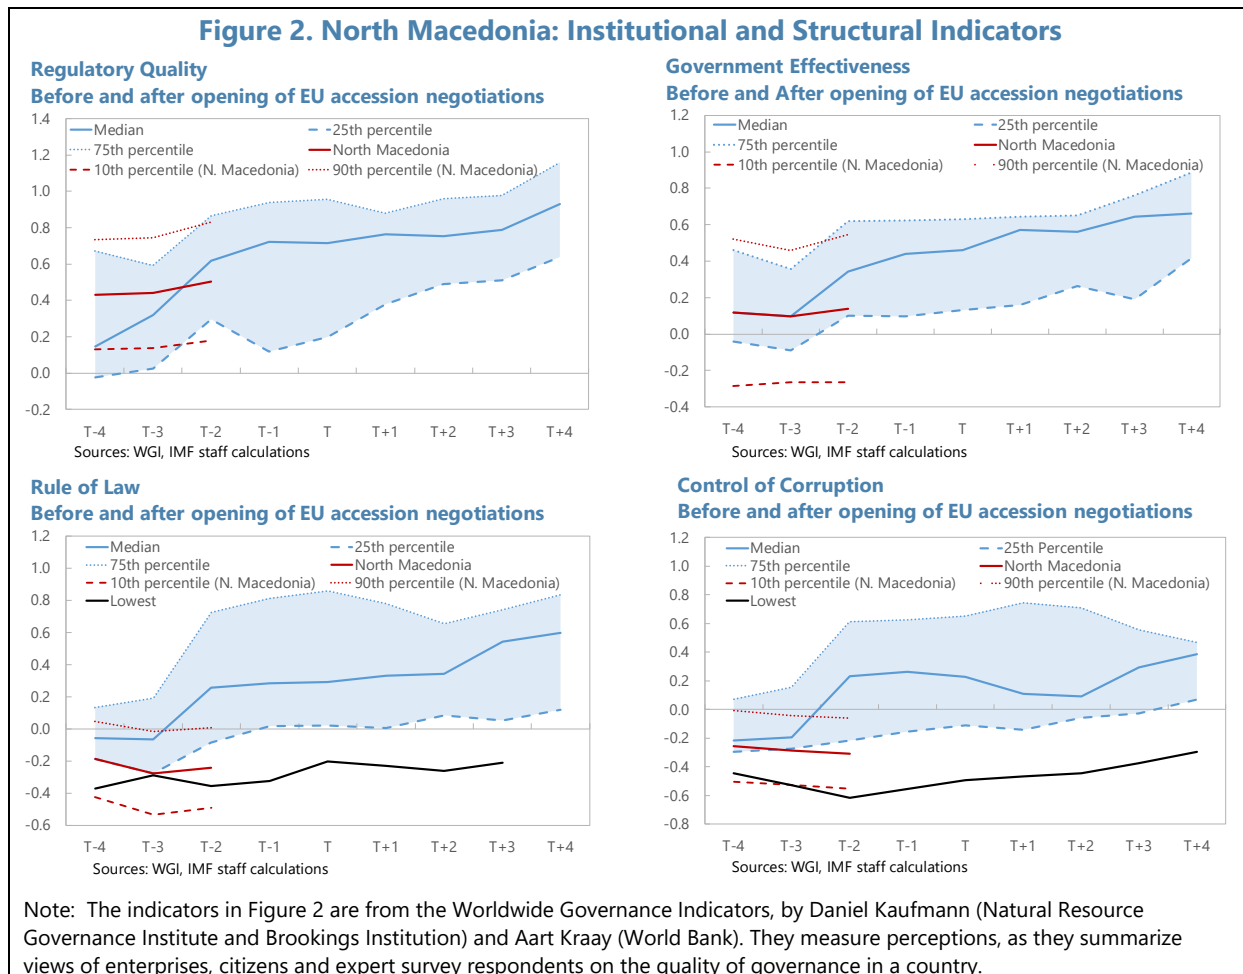 Figure 2. North Macedonia: Institutional and Structural Indicators
Regulatory Quality
Before and after opening of EU accession negotiations
1.4
1.2
1.0
0.8
0.6
0.4
0.2
0.0
-0.2
Median
25th percentile
75th percentile
North Macedonia
10th percentile (N. Macedonia)
90th percentile (N. Macedonia)
T-4 T-3 T-2 T-1 T T+1 T+2 T+3 T+4
Sources: WGI, IMF staff calculations
Government Effectiveness
Before and After opening of EU accession negotiations
1.2
1.0
0.8
0.6
0.4
0.2
0.0
-0.2
-0.4
Median
25th percentile
75th percentile
North Macedonia
10th percentile (N. Macedonia)
90th percentile (N. Macedonia)
T-4 T-3 T-2 T-1 T T+1 T+2 T+3 T+4
Sources: WGI, IMF staff calculations
Rule of Law
Before and after opening of EU accession negotiations
1.2
1.0
0.8
0.6
0.4
0.2
0.0
-0.2
-0.4
-0.6
Median
25th percentile
75th percentile
North Macedonia
10th percentile (N. Macedonia)
90th percentile (N. Macedonia)
Lowest
T-4 T-3 T-2 T-1 T T+1 T+2 T+3 T+4
Sources: WGI, IMF staff calculations
Control of Corruption
Before and after opening of EU accession negotiations
1.2
1.0
0.8
0.6
0.4
0.2
0.0
-0.2
-0.4
-0.6
-0.8
Median
25th Percentile
75th percentile
North Macedonia
10th percentile (N. Macedonia)
90th percentile (N. Macedonia)
Lowest
T-4 T-3 T-2 T-1 T T+1 T+2 T+3 T+4
Sources: WGI, IMF staff calculations
Note: The indicators in Figure 2 are from the Worldwide Governance Indicators, by Daniel Kaufmann (Natural Resource
Governance Institute and Brookings Institution) and Aart Kraay (World Bank). They measure perceptions, as they summarize
views of enterprises, citizens and expert survey respondents on the quality of governance in a country.